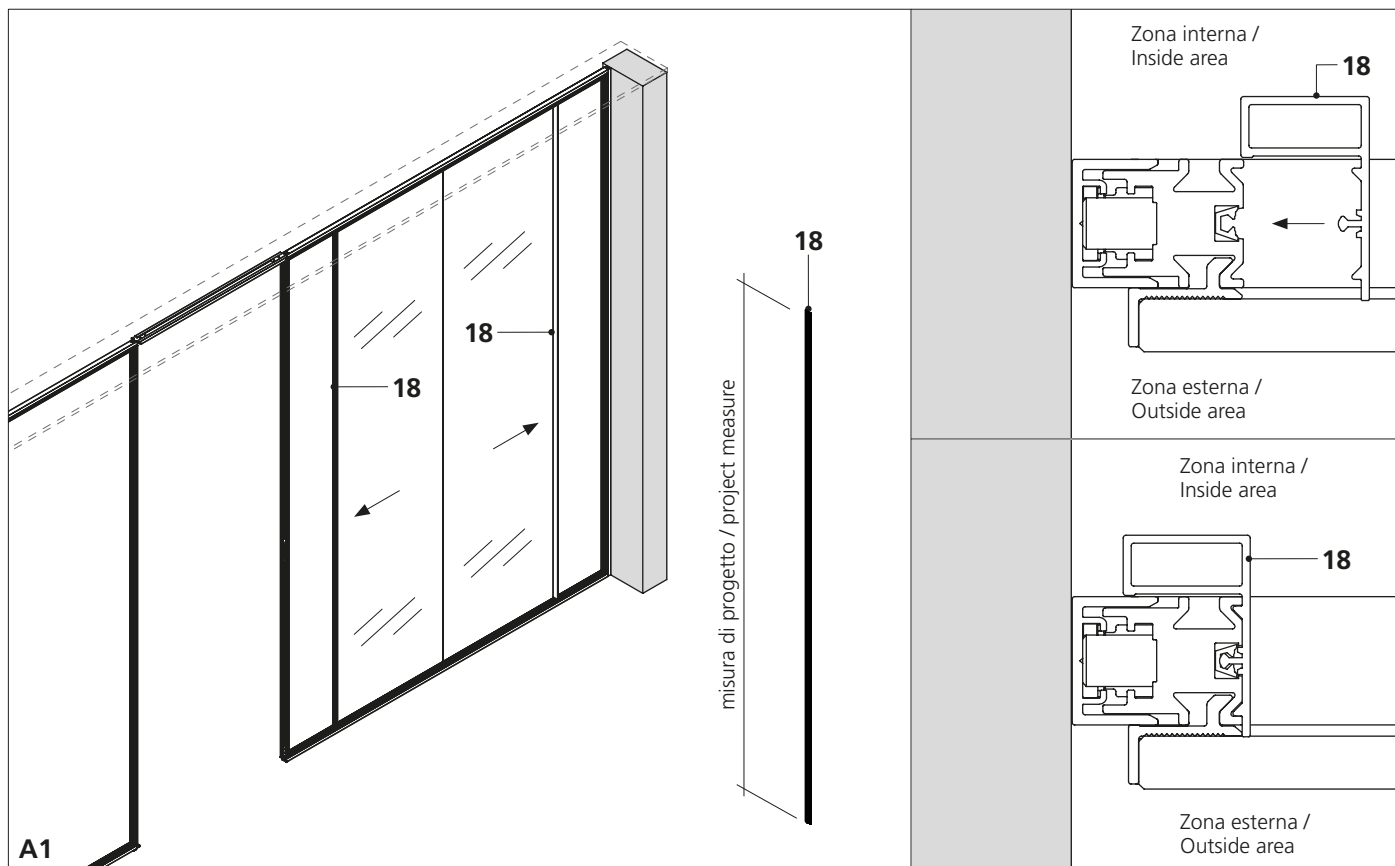 18
18
18
misura di progetto / project measure
A1
Zona interna /
Inside area
18
Zona esterna /
Outside area
Zona interna /
Inside area
18
Zona esterna /
Outside area